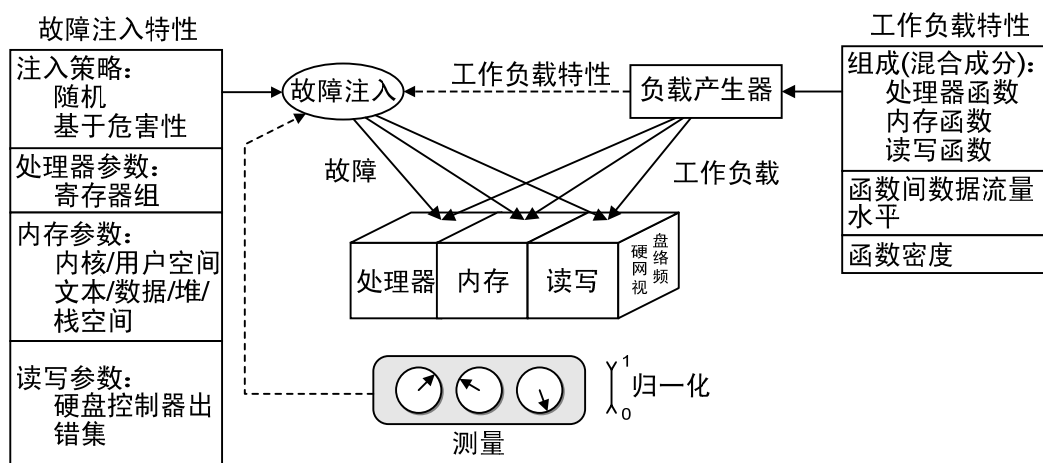 故障注入特性
注入策略：
随机
基于危害性
处理器参数：
寄存器组
内存参数：
内核/用户空间
文本/数据/堆/
栈空间
读写参数：
硬盘控制器出
错集
故障注入
工作负载特性
负载产生器
故障
工作负载
处理器
内存
读写
硬盘
网络
视频
测量
1
归一化
0
工作负载特性
组成(混合成分)：
处理器函数
内存函数
读写函数
函数间数据流量
水平
函数密度